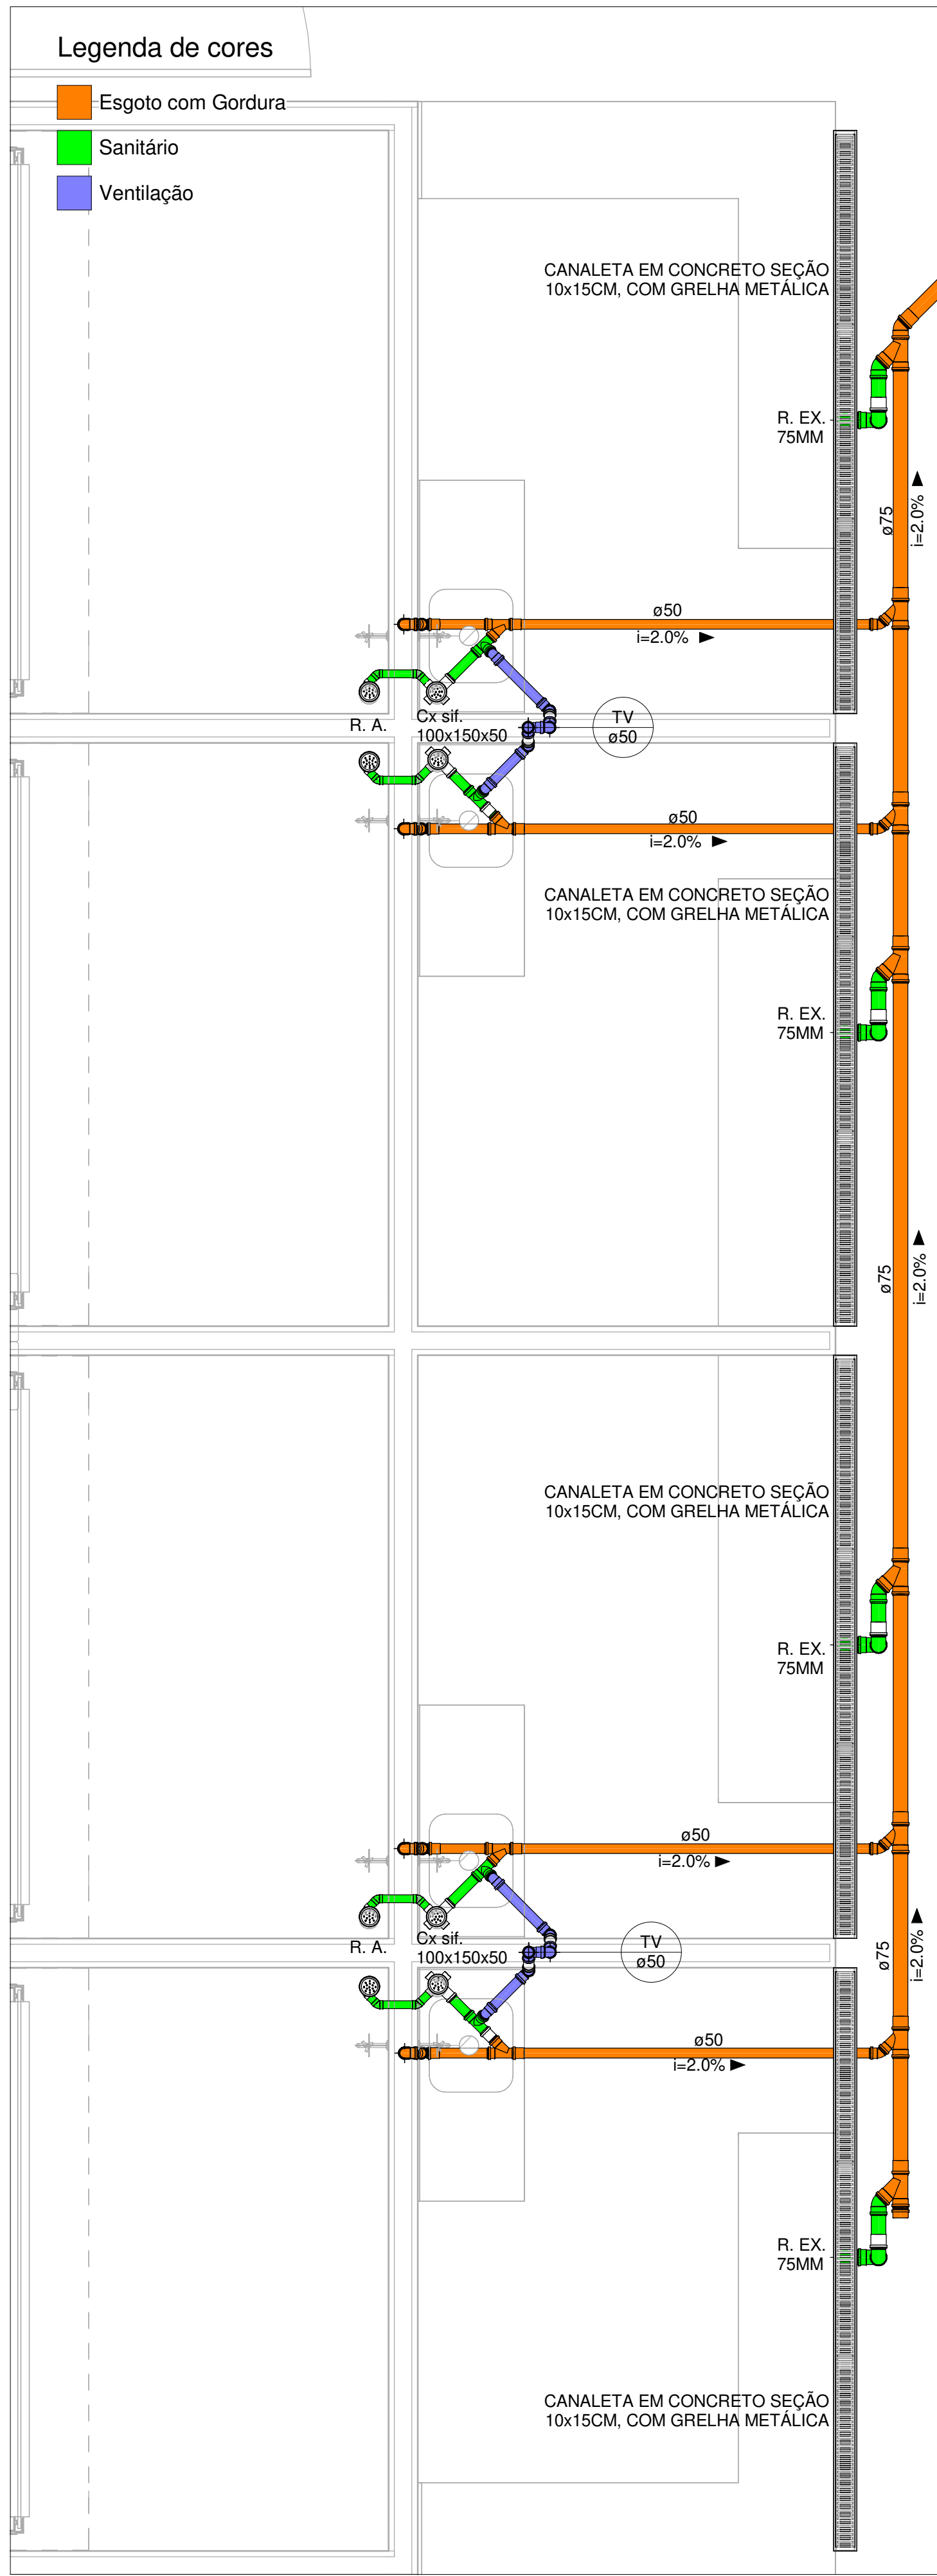 Legenda de cores
Esgoto com Gordura
Sanitário
Ventilação
CANALETA EM CONCRETO SEÇÃO
10x15CM, COM GRELHA METÁLICA
R. EX.
75MM
ø75
i=2.0%
ø50
i=2.0%
R. A.
Cx sif.
100x150x50
TV
ø50
ø50
i=2.0%
CANALETA EM CONCRETO SEÇÃO
10x15CM, COM GRELHA METÁLICA
R. EX.
75MM
ø75
i=2.0%
CANALETA EM CONCRETO SEÇÃO
10x15CM, COM GRELHA METÁLICA
R. EX.
75MM
ø50
i=2.0%
R. A.
Cx sif.
100x150x50
TV
ø50
ø75
i=2.0%
ø50
i=2.0%
R. EX.
75MM
CANALETA EM CONCRETO SEÇÃO
10x15CM, COM GRELHA METÁLICA